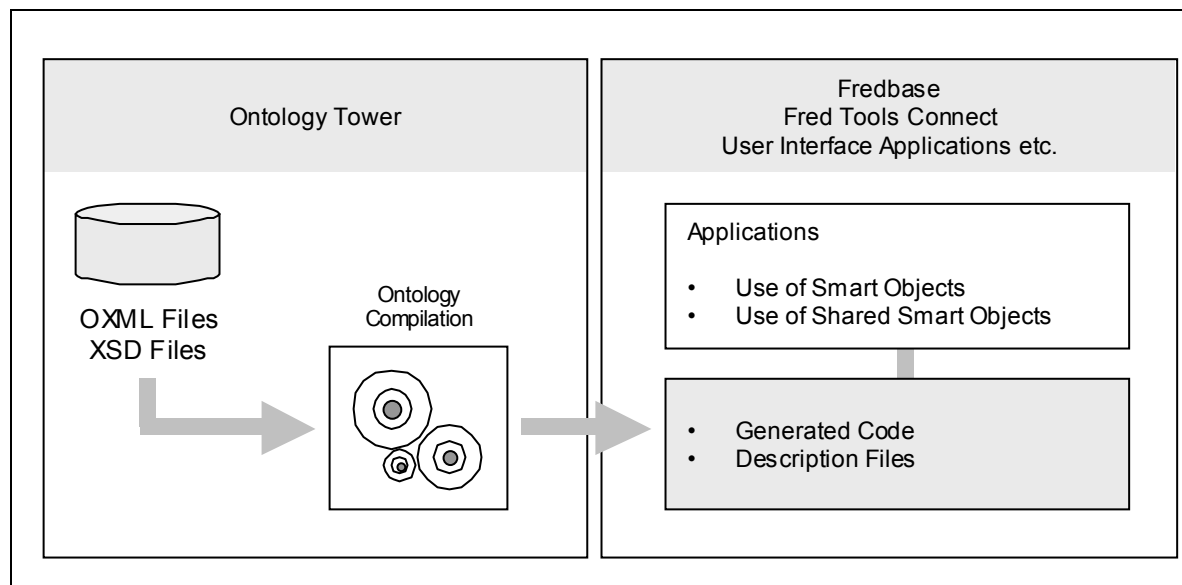 Ontology Tower
OXML Files
XSD Files
Ontology
Compilation
Fredbase
Fred Tools Connect
User Interface Applications etc.
Applications
• Use of Smart Objects
• Use of Shared Smart Objects
• Generated Code
• Description Files